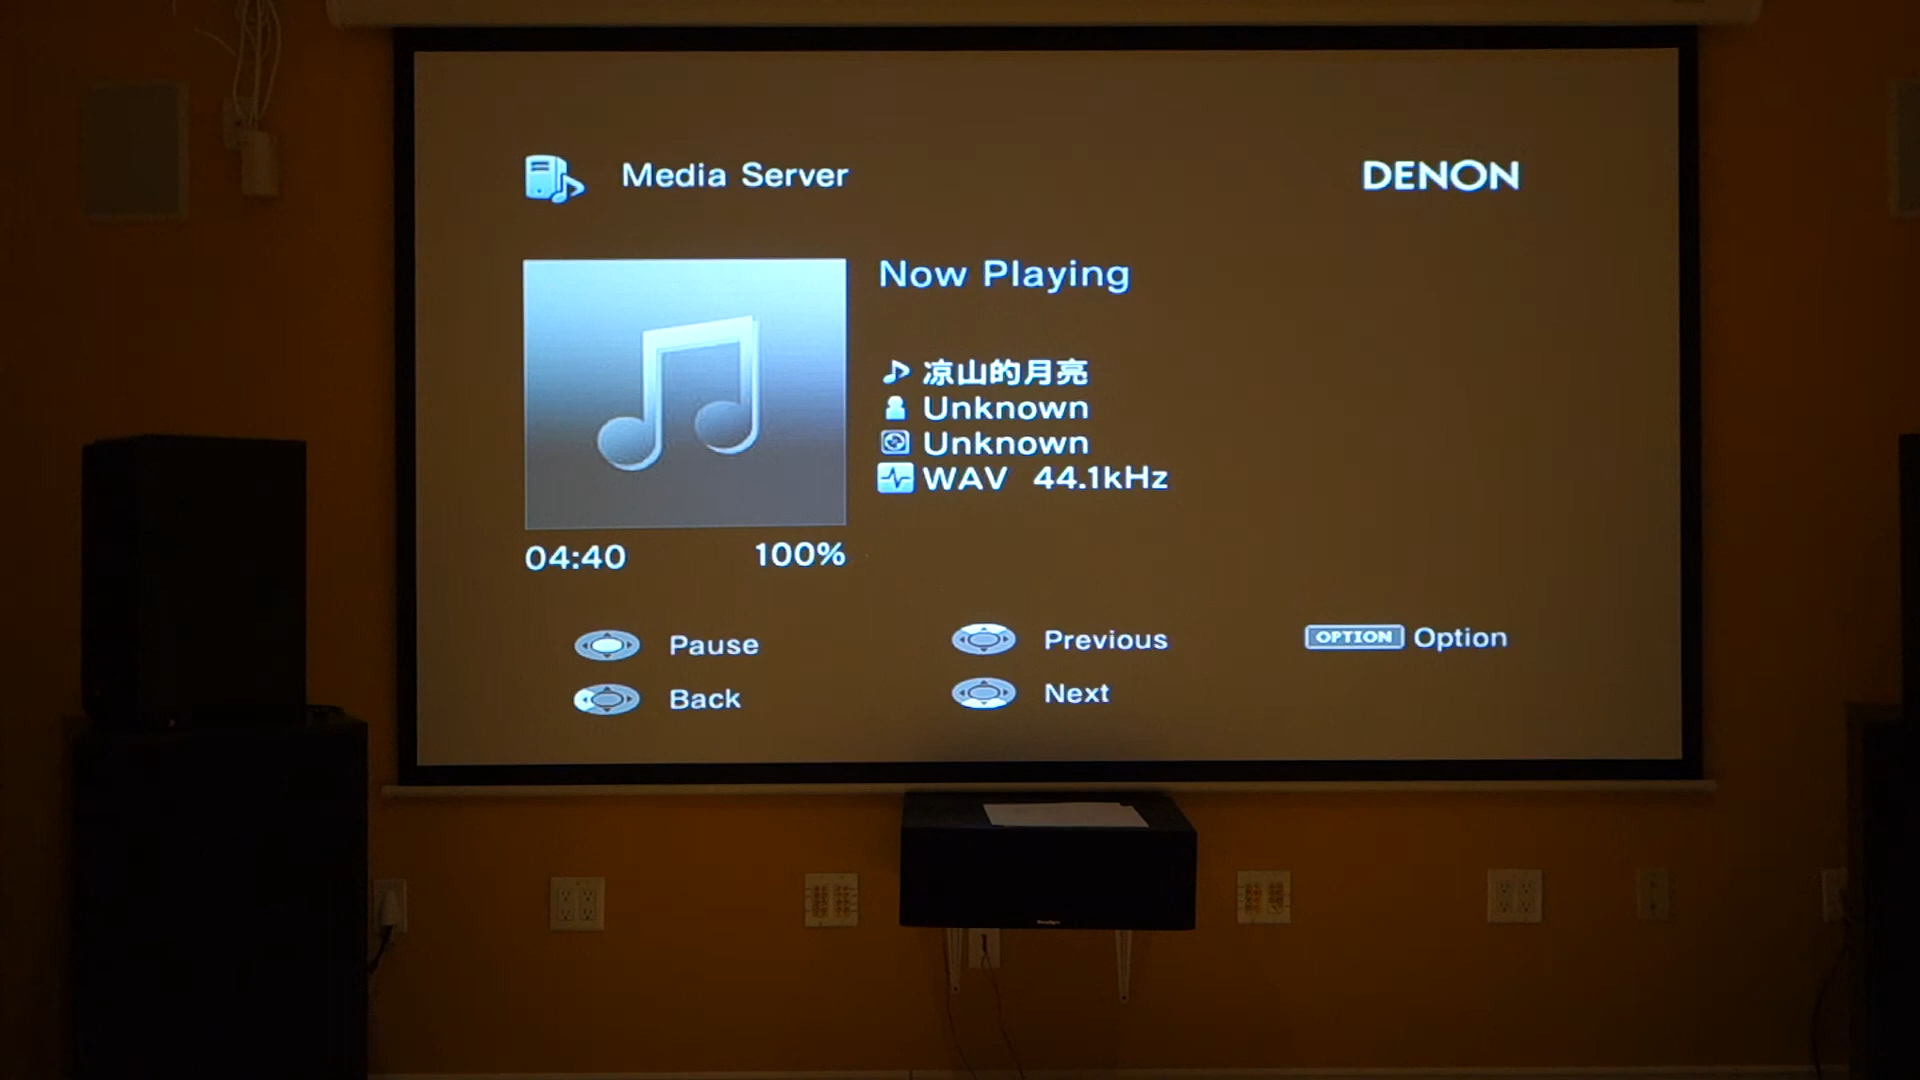 Media Server
DENON
Now Playing
凉山的月亮
Unknown
Unknown
WAV 44.1kHz
04:40 100%
Pause
Previous
OPTION Option
Back
Next